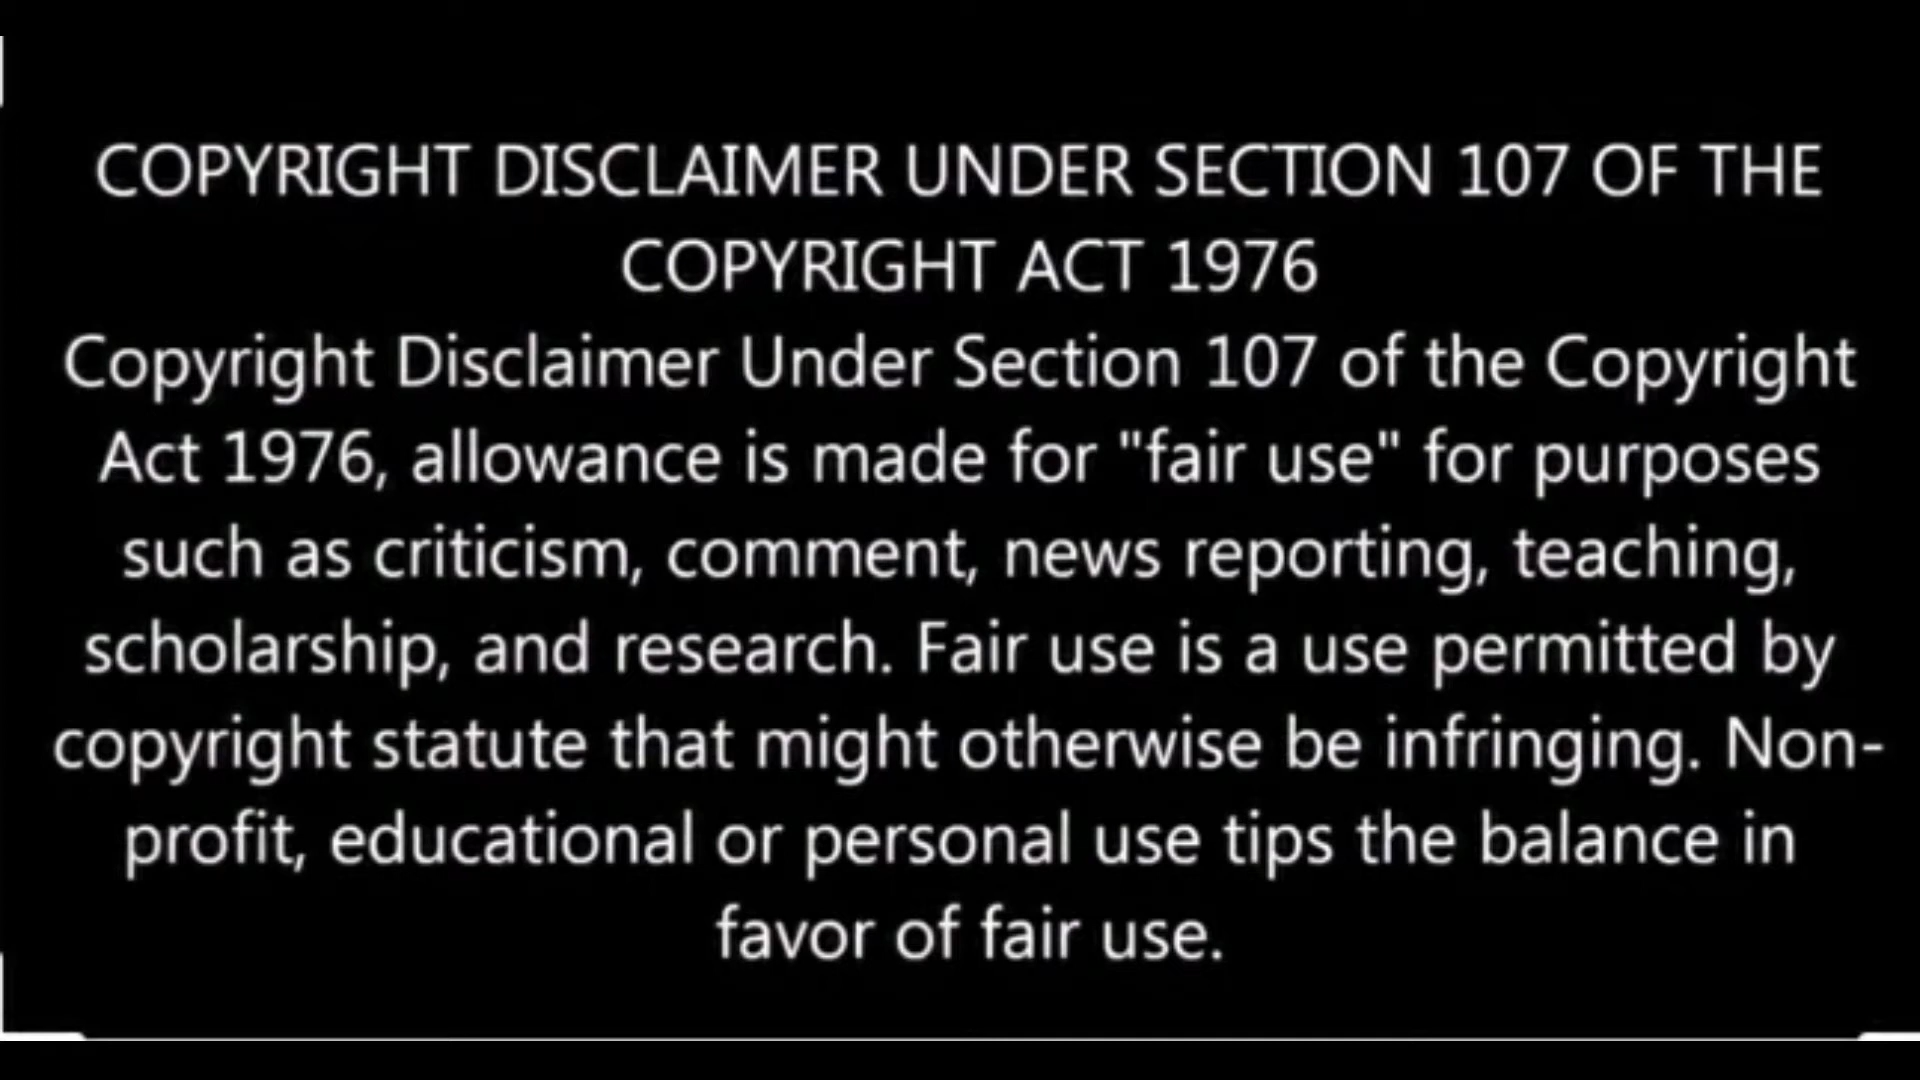 COPYRIGHT DISCLAIMER UNDER SECTION 107 OF THE
COPYRIGHT ACT 1976
Copyright Disclaimer Under Section 107 of the Copyright
Act 1976, allowance is made for "fair use" for purposes
such as criticism, comment, news reporting, teaching,
scholarship, and research. Fair use is a use permitted by
copyright statute that might otherwise be infringing. Non-
profit, educational or personal use tips the balance in
favor of fair use.